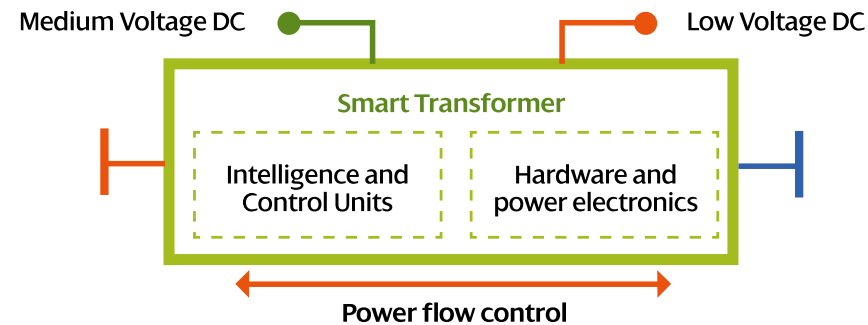 Medium Voltage DC
Low Voltage DC
Smart Transformer
Intelligence and
Control Units
Hardware and
power electronics
Power flow control